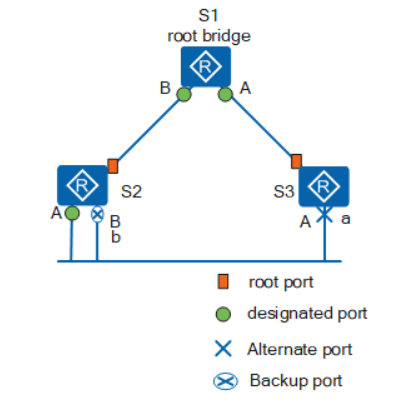 S1
root bridge
R
B A
R
S2
S3
R
A
B
b
A
a
root port
designated port
Alternate port
Backup port